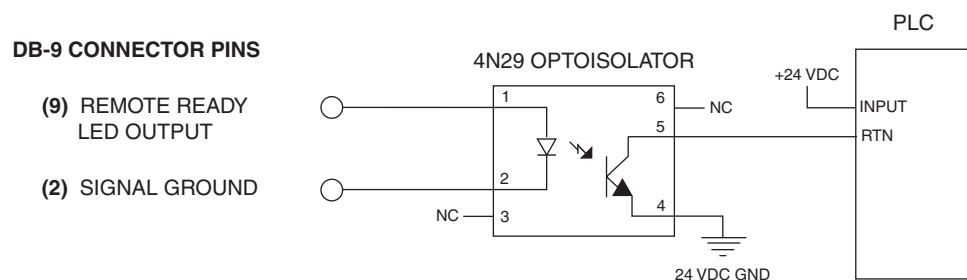 PLC
DB-9 CONNECTOR PINS
4N29 OPTOISOLATOR
+24 VDC
(9) REMOTE READY
LED OUTPUT
1
6
NC
INPUT
5
RTN
(2) SIGNAL GROUND
2
NC
3
4
24 VDC GND